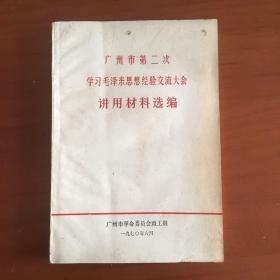 广州市第二次
学习毛泽东思想经验交流大会
讲用材料选编
广州市革命委员会政工组
一九七〇年六月